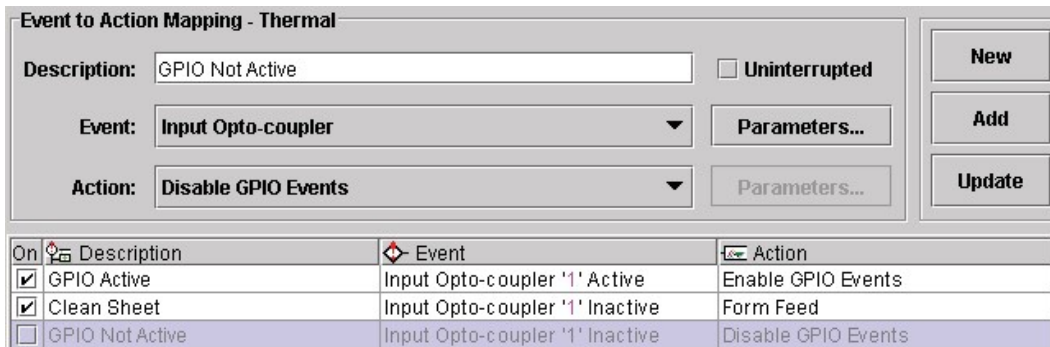 Event to Action Mapping - Thermal
Description: GPIO Not Active Uninterrupted
Event: Input Opto-coupler Parameters...
Action: Disable GPIO Events Parameters...
New
Add
Update
On Description Event Action
GPIO Active Input Opto-coupler '1' Active Enable GPIO Events
Clean Sheet Input Opto-coupler '1' Inactive Form Feed
GPIO Not Active Input Opto-coupler '1' Inactive Disable GPIO Events